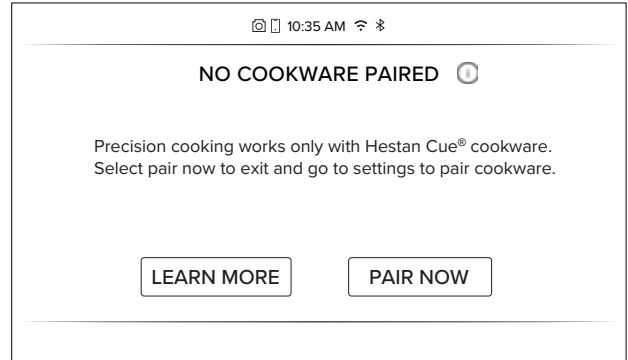 10:35 AM
NO COOKWARE PAIRED
Precision cooking works only with Hestan Cue® cookware.
Select pair now to exit and go to settings to pair cookware.
LEARN MORE
PAIR NOW